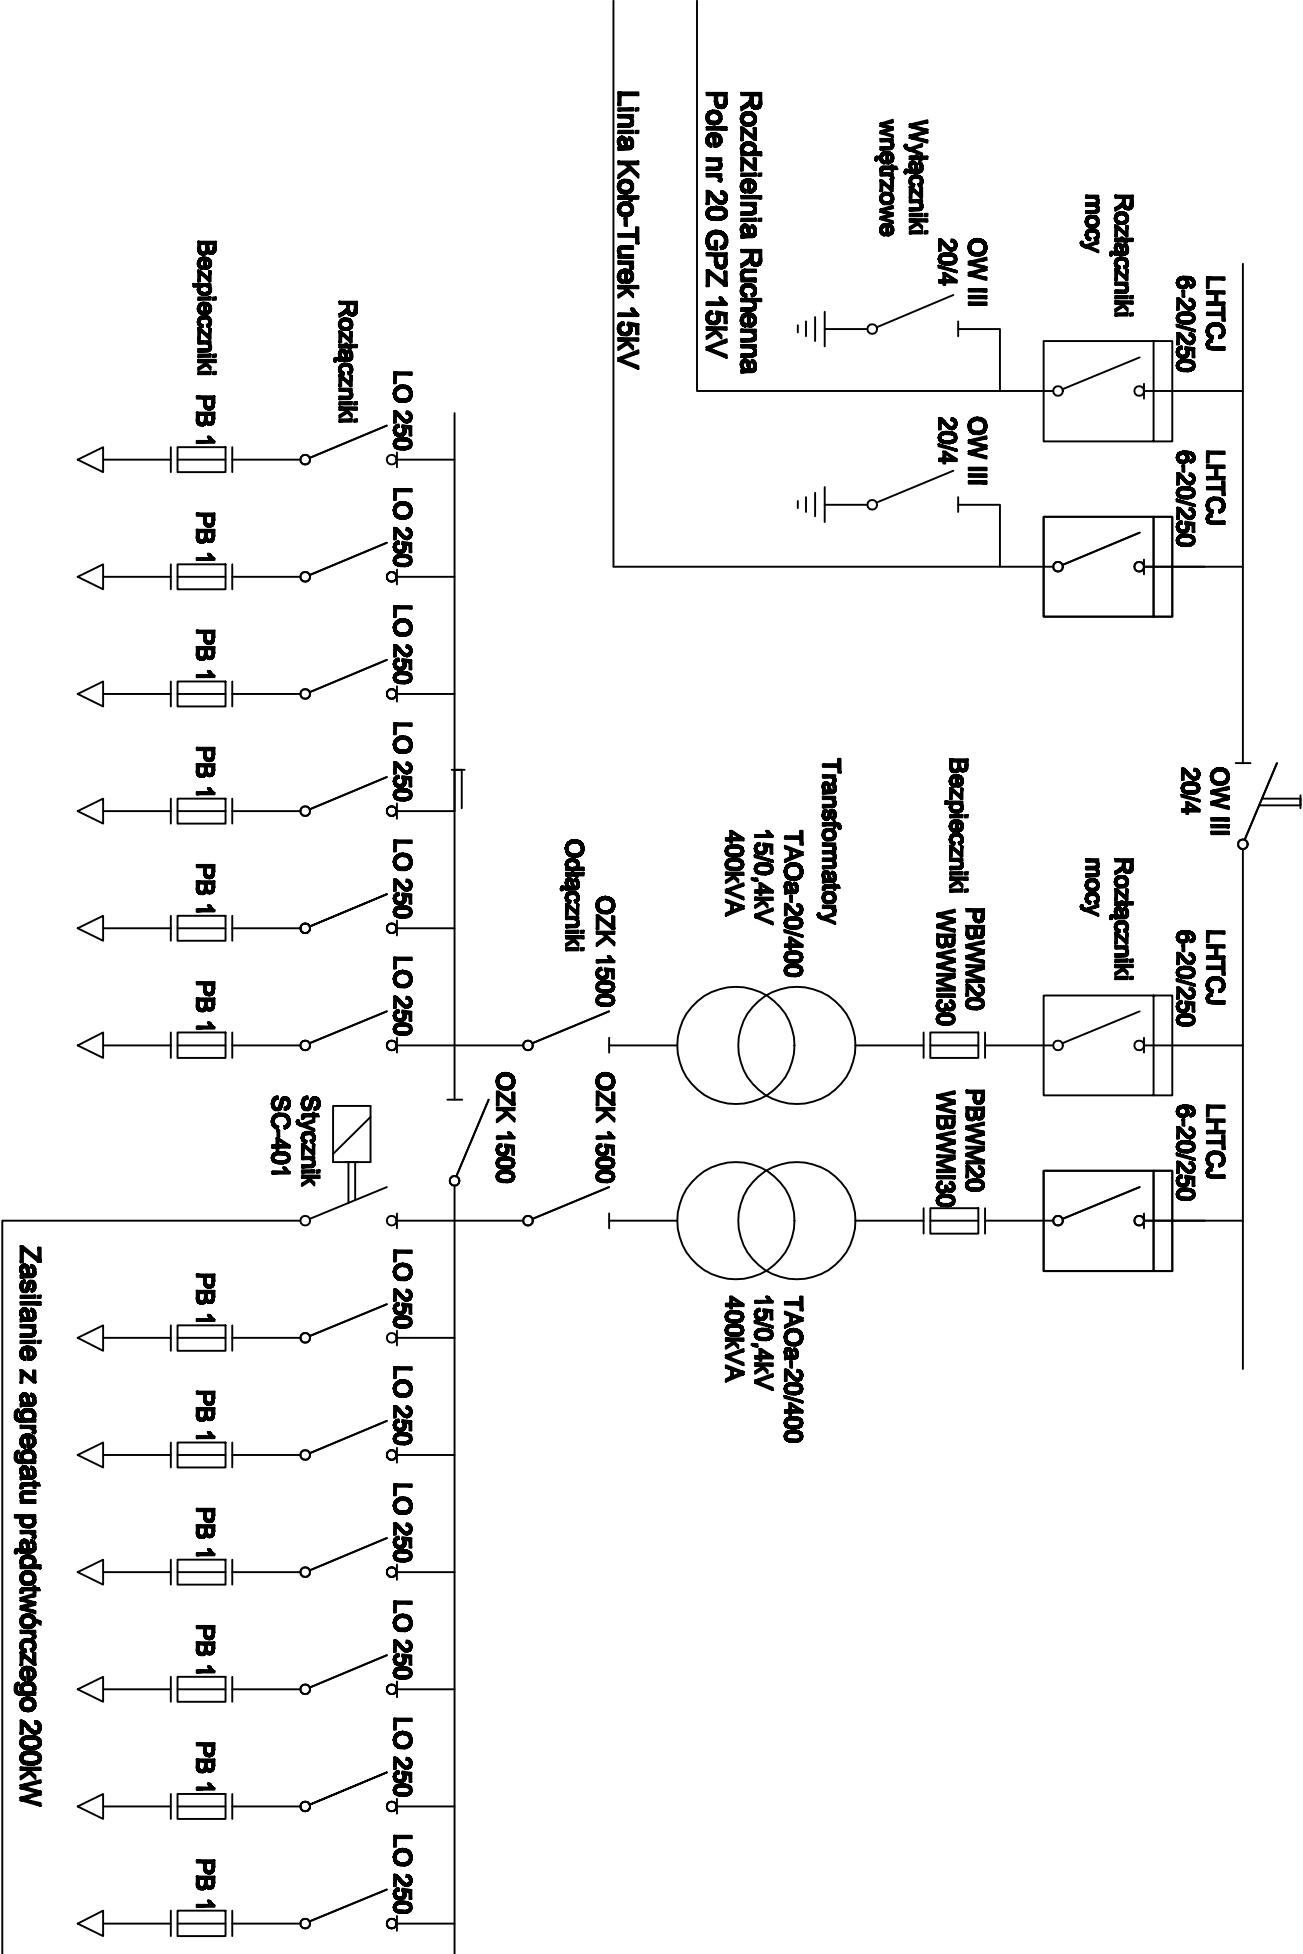 LHTCJ
6-20/250
LHTCJ
6-20/250
OW III
20/4
LHTCJ
6-20/250
LHTCJ
6-20/250
Rozłączniki
mocy
Rozłączniki
mocy
OW III
20/4
OW III
20/4
Wyłączniki
wnętrzowe
Bezpieczniki
PBWM20
WBWMI30
PBWM20
WBWMI30
Rozdzielnia Ruchenna
Pole nr 20 GPZ 15kV
Transformatory
TAOa-20/400
15/0,4kV
400kVA
TAOa-20/400
15/0,4kV
400kVA
Linia Koło-Turek 15kV
OZK 1500
Odłączniki
OZK 1500
OZK 1500
LO 250
LO 250
LO 250
LO 250
LO 250
LO 250
LO 250
LO 250
LO 250
LO 250
LO 250
LO 250
Rozłączniki
Stycznik
SC-401
Bezpieczniki
PB 1
PB 1
PB 1
PB 1
PB 1
PB 1
PB 1
PB 1
PB 1
PB 1
PB 1
PB 1
Zasilanie z agregatu prądotwórczego 200kW